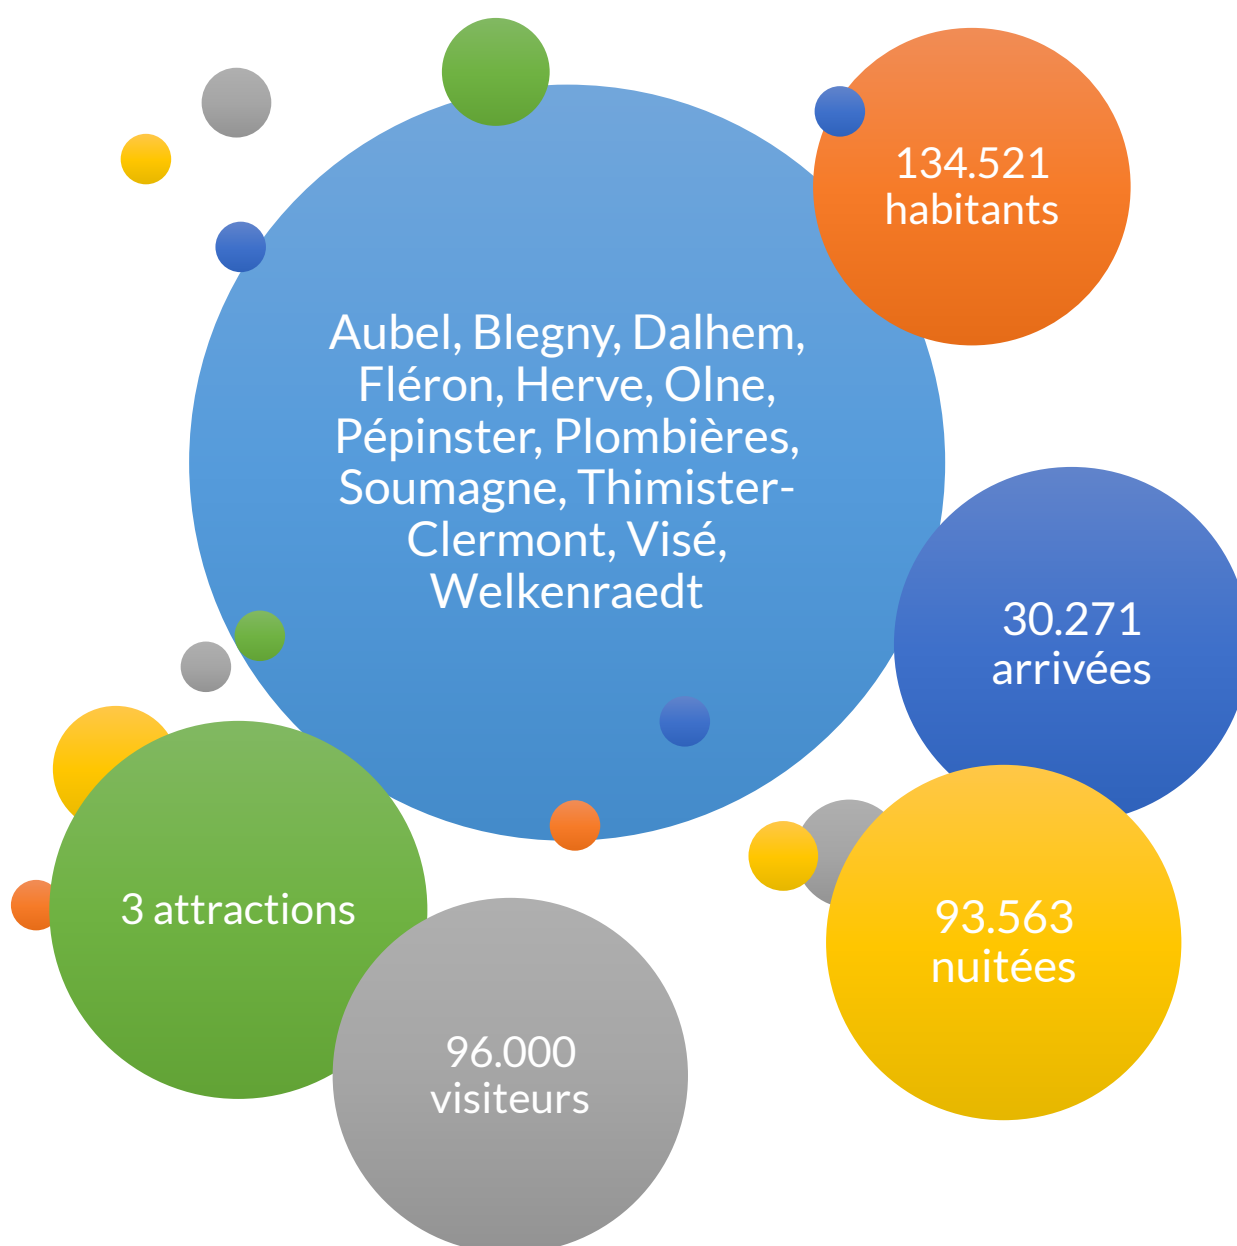 134.521
habitants
Aubel, Blegny, Dalhem,
Fléron, Herve, Olne,
Pépinster, Plombières,
Soumagne, Thimister-
Clermont, Visé,
Welkenraedt
30.271
arrivées
3 attractions
93.563
nuitées
96.000
visiteurs